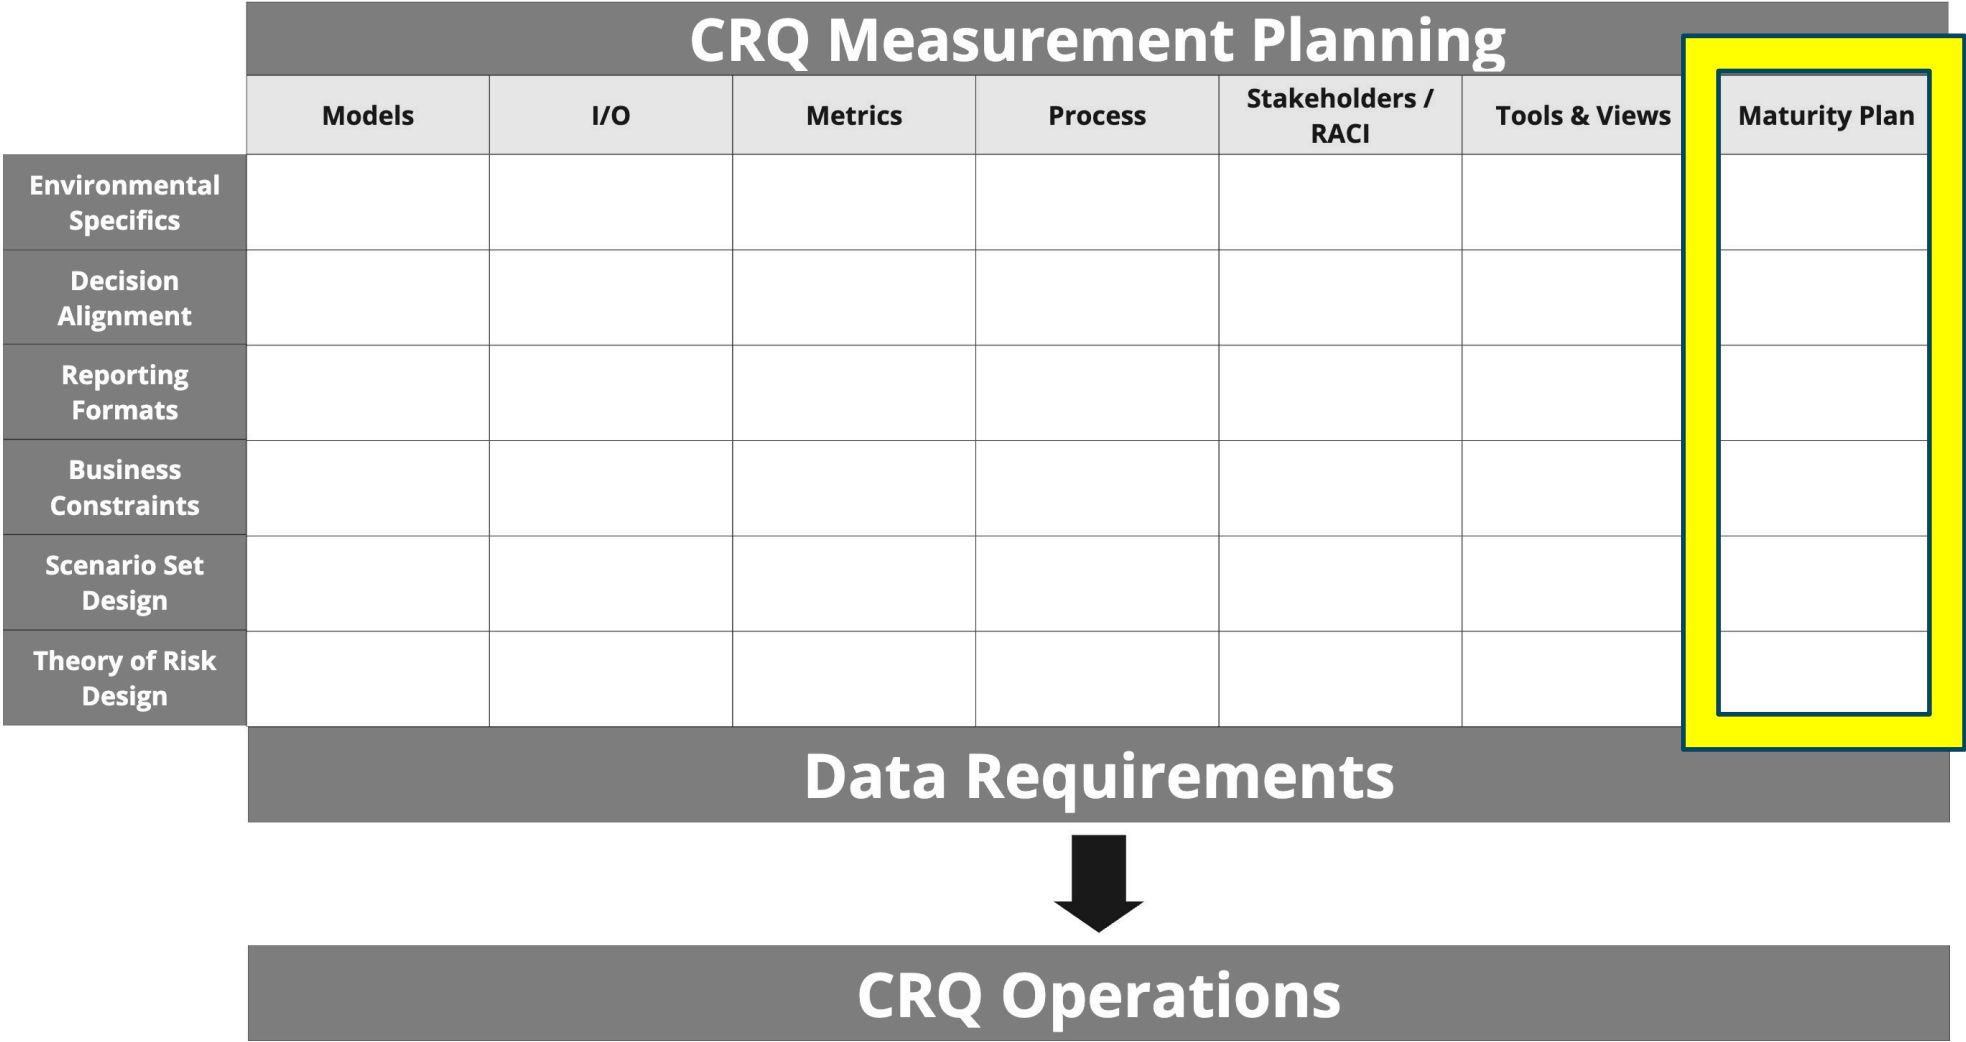 CRQ Measurement Planning
Models
I/O
Metrics
Process
Stakeholders /
RACI
Tools & Views
Maturity Plan
Environmental
Specifics
Decision
Alignment
Reporting
Formats
Business
Constraints
Scenario Set
Design
Theory of Risk
Design
Data Requirements
CRQ Operations